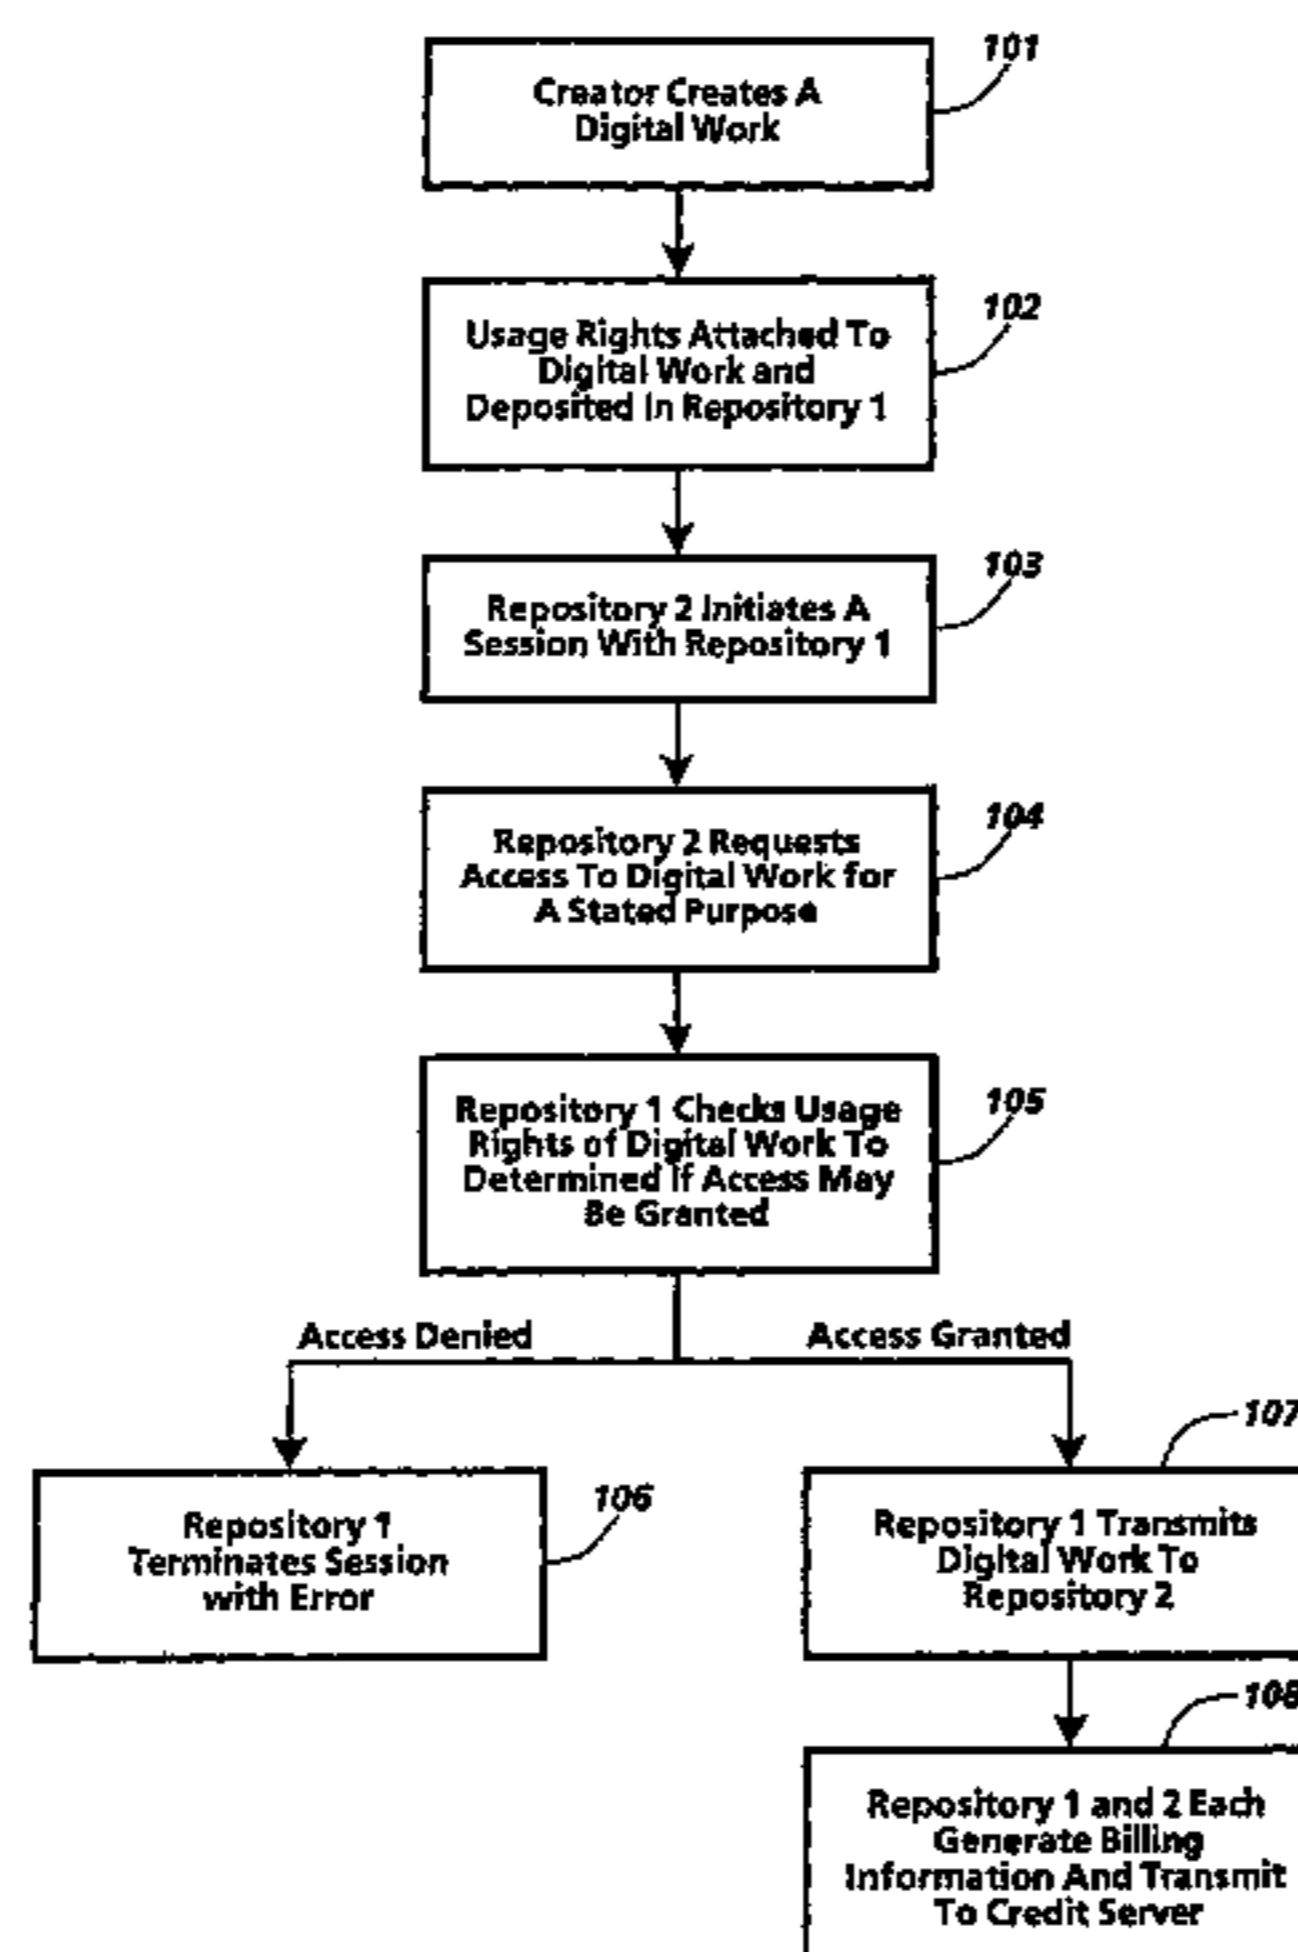 101
Creator Creates A
Digital Work
102
Usage Rights Attached To
Digital Work and
Deposited In Repository 1
103
Repository 2 Initiates A
Session With Repository 1
104
Repository 2 Requests
Access To Digital Work for
A Stated Purpose
105
Repository 1 Checks Usage
Rights of Digital Work To
Determined If Access May
Be Granted
Access Denied
Access Granted
106
Repository 1
Terminates Session
with Error
107
Repository 1 Transmits
Digital Work To
Repository 2
108
Repository 1 and 2 Each
Generate Billing
Information And Transmit
To Credit Server